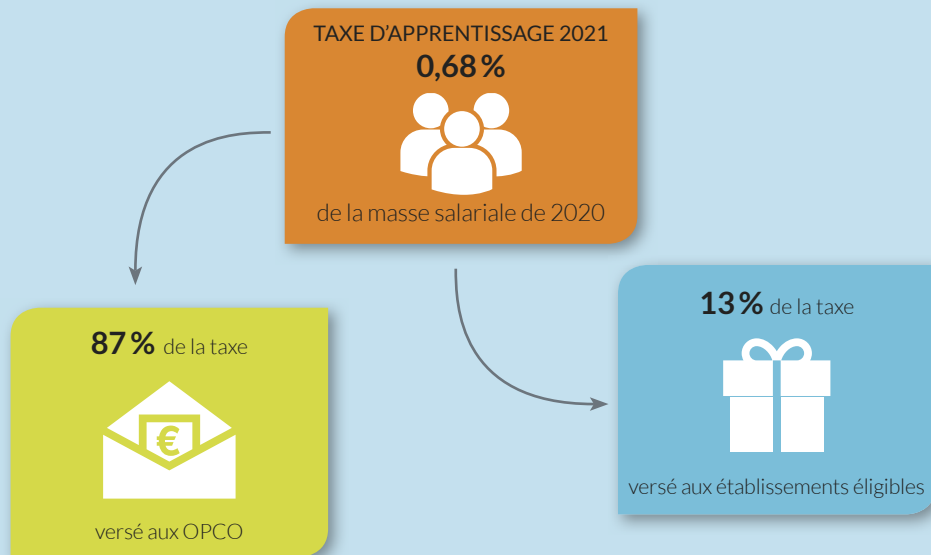 TAXE D'APPRENTISSAGE 2021
0,68 %
de la masse salariale de 2020
87 % de la taxe
€
versé aux OPCO
13 % de la taxe
versé aux établissements éligibles